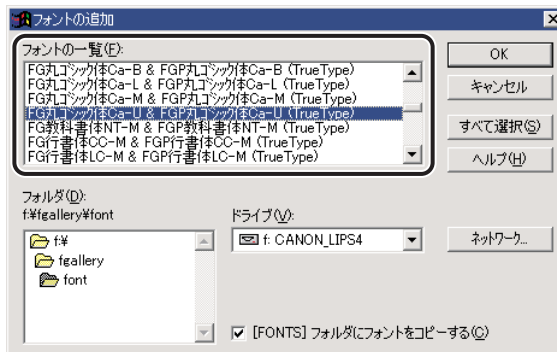 フォントの追加
フォントの一覧(F):
FG丸ゴシック体Ca-B & FGP丸ゴシック体Ca-B (TrueType)
FG丸ゴシック体Ca-L & FGP丸ゴシック体Ca-L (TrueType)
FG丸ゴシック体Ca-M & FGP丸ゴシック体Ca-M (TrueType)
FG丸ゴシック体Ca-U & FGP丸ゴシック体Ca-U (TrueType)
FG教科書体NT-M & FGP教科書体NT-M (TrueType)
FG行書体CC-M & FGP行書体CC-M (TrueType)
FG行書体LC-M & FGP行書体LC-M (TrueType)
OK
キャンセル
すべて選択(S)
ヘルプ(H)
フォルダ(D):
f:¥fgallery¥font
f:¥
fgallery
font
ドライブ(V):
f: CANON_LIPS4
ネットワーク...
[FONTS] フォルダにフォントをコピーする(C)